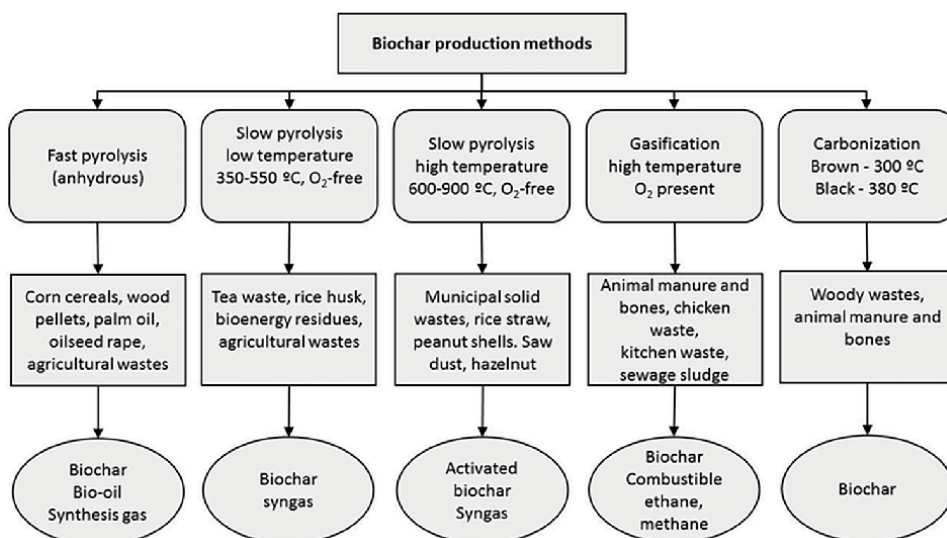 Biochar production methods
Fast pyrolysis
(anhydrous)
Slow pyrolysis
low temperature
350-550 ºC, O₂-free
Slow pyrolysis
high temperature
600-900 ºC, O₂-free
Gasification
high temperature
O₂ present
Carbonization
Brown - 300 ºC
Black - 380 ºC
Corn cereals, wood
pellets, palm oil,
oilseed rape,
agricultural wastes
Tea waste, rice husk,
bioenergy residues,
agricultural wastes
Municipal solid
wastes, rice straw,
peanut shells. Saw
dust, hazelnut
Animal manure and
bones, chicken
waste,
kitchen waste,
sewage sludge
Woody wastes,
animal manure and
bones
Biochar
Bio-oil
Synthesis gas
Biochar
syngas
Activated
biochar
Syngas
Biochar
Combustible
ethane,
methane
Biochar